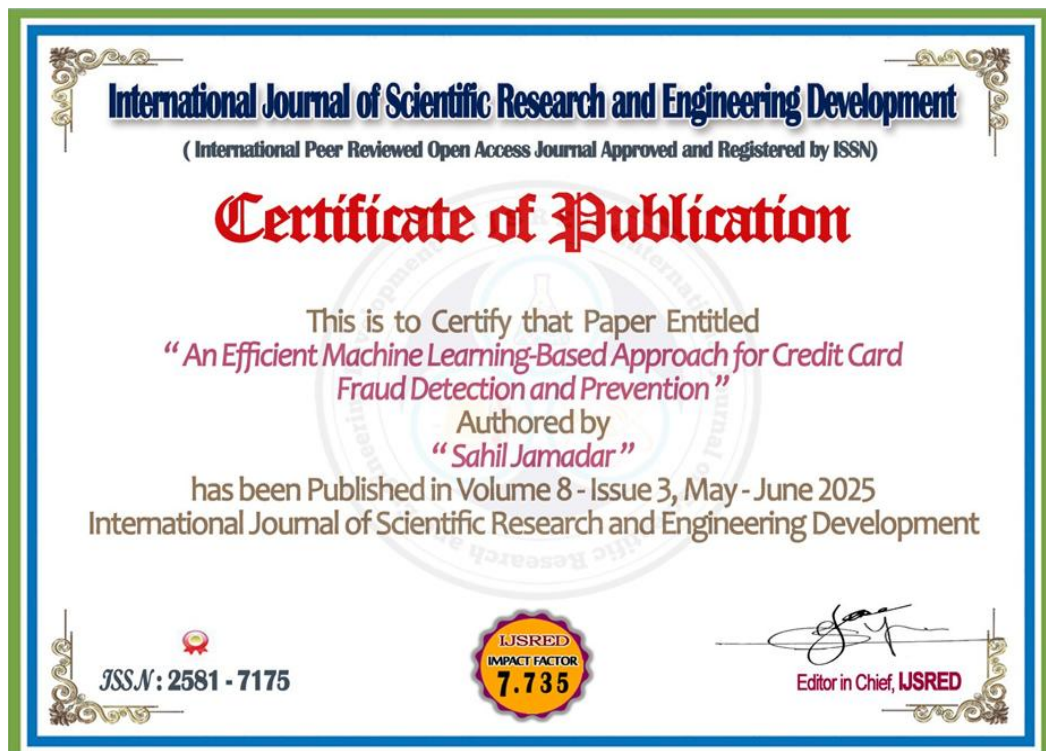 International Journal of Scientific Research and Engineering Development
( International Peer Reviewed Open Access Journal Approved and Registered by ISSN)
Certificate of Publication
This is to Certify that Paper Entitled
“ An Efficient Machine Learning-Based Approach for Credit Card
Fraud Detection and Prevention ”
Authored by
“ Sahil Jamadar ”
has been Published in Volume 8 - Issue 3, May - June 2025
International Journal of Scientific Research and Engineering Development
ISSN : 2581 - 7175
IJSRED
IMPACT FACTOR
7.735
Editor in Chief, IJSRED